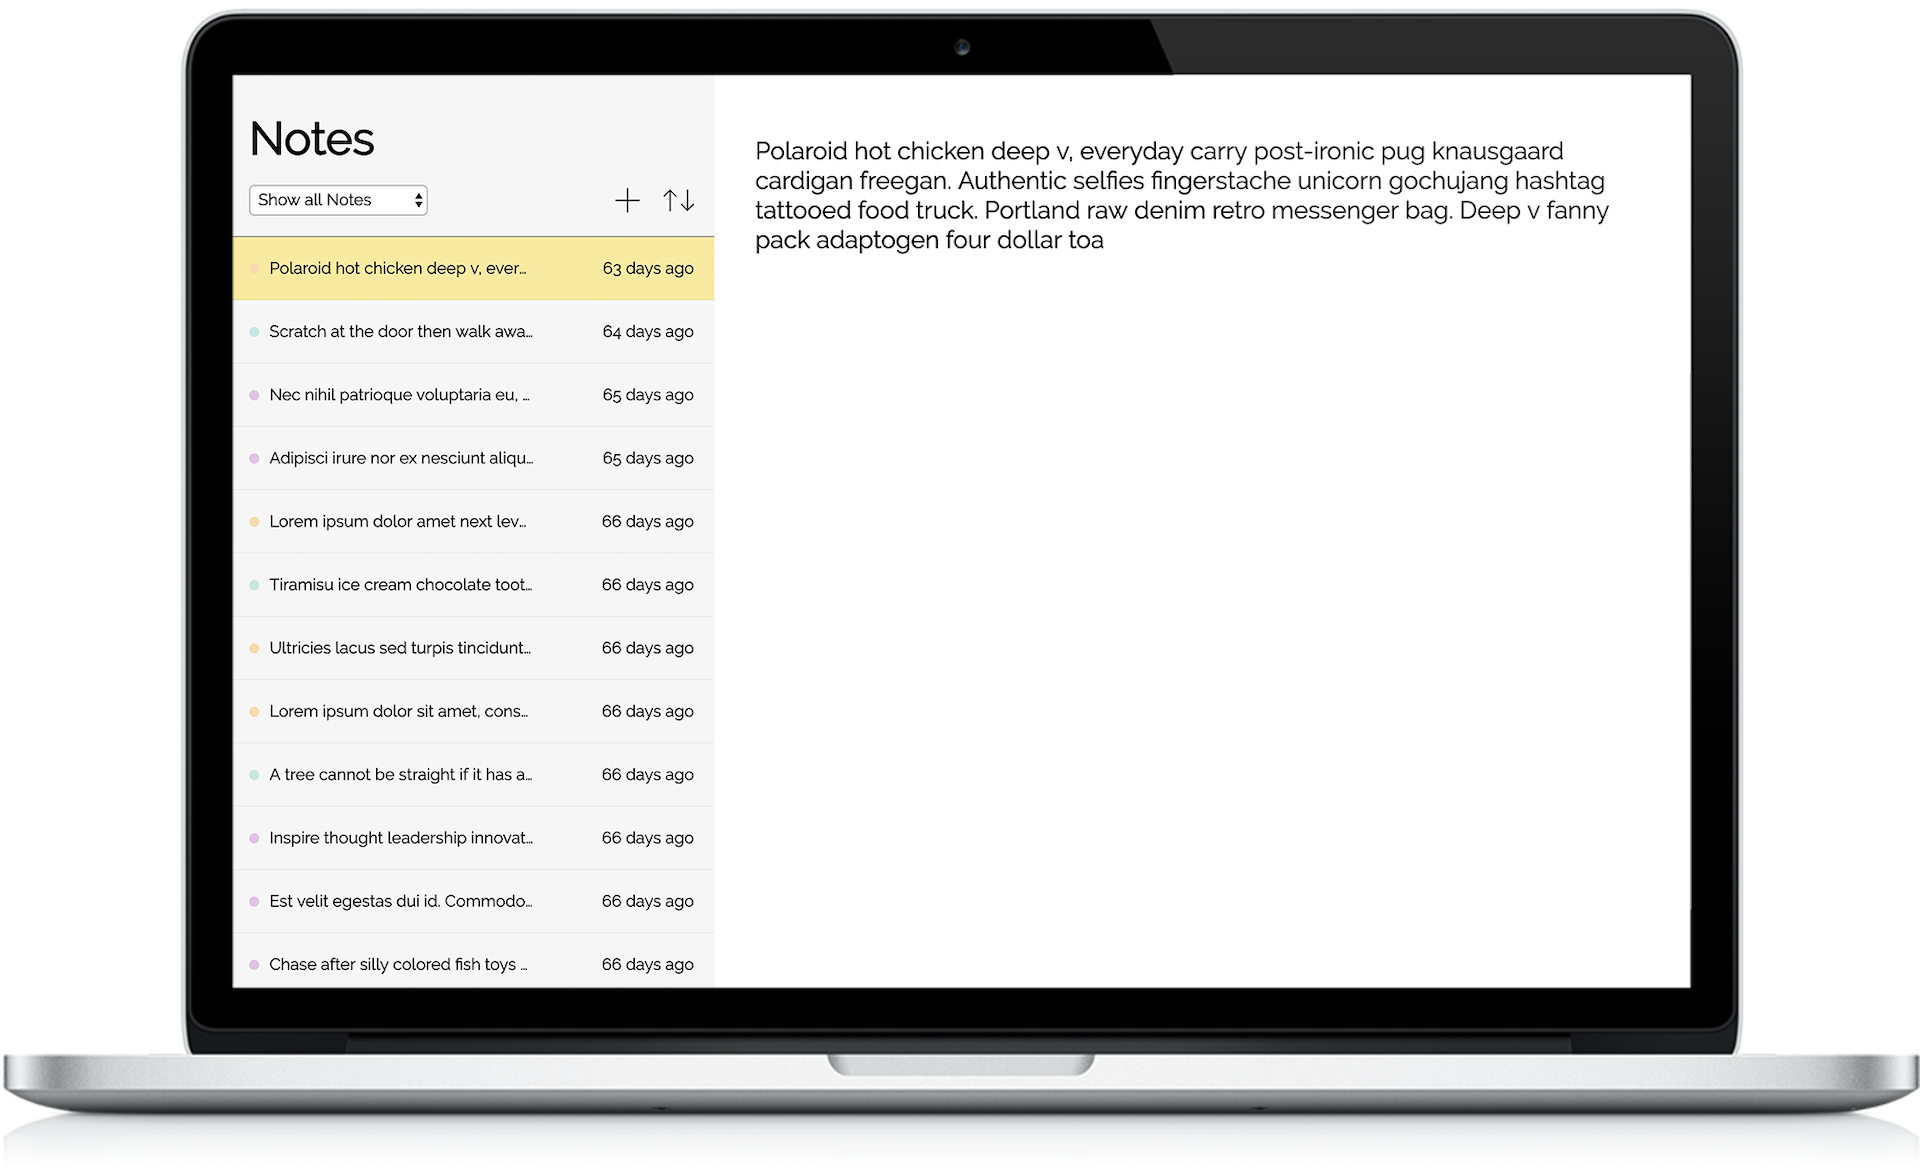 Notes
Show all Notes
Polaroid hot chicken deep v, ever...
63 days ago
Scratch at the door then walk awa...
64 days ago
Nec nihil patrioque voluptaria eu, ...
65 days ago
Adipisci irure nor ex nesciunt aliqu...
65 days ago
Lorem ipsum dolor amet next lev...
66 days ago
Tiramisu ice cream chocolate toot...
66 days ago
Ultricies lacus sed turpis tincidunt...
66 days ago
Lorem ipsum dolor sit amet, cons...
66 days ago
A tree cannot be straight if it has a...
66 days ago
Inspire thought leadership innovat...
66 days ago
Est velit egestas dui id. Commodo...
66 days ago
Chase after silly colored fish toys ...
66 days ago
Polaroid hot chicken deep v, everyday carry post-ironic pug knausgaard
cardigan freegan. Authentic selfies fingerstache unicorn gochujang hashtag
tattooed food truck. Portland raw denim retro messenger bag. Deep v fanny
pack adaptogen four dollar toa